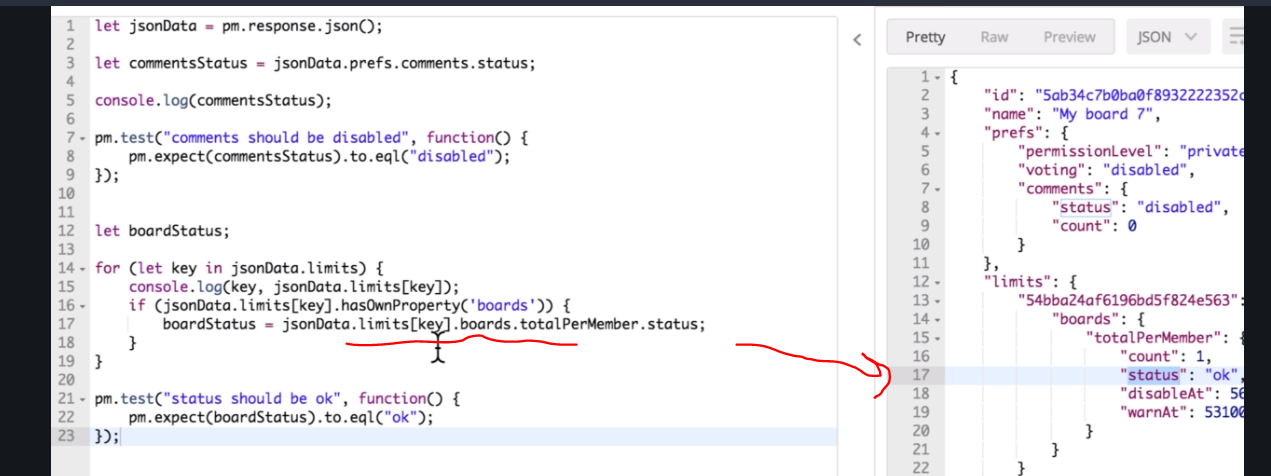 1 let jsonData = pm.response.json();
2
3 let commentsStatus = jsonData.prefs.comments.status;
4
5 console.log(commentsStatus);
6
7 pm.test("comments should be disabled", function() {
8 pm.expect(commentsStatus).to.eql("disabled");
9 });
10
11
12 let boardStatus;
13
14 for (let key in jsonData.limits) {
15 console.log(key, jsonData.limits[key]);
16 if (jsonData.limits[key].hasOwnProperty('boards')) {
17 boardStatus = jsonData.limits[key].boards.totalPerMember.status;
18 }
19 }
20
21 pm.test("status should be ok", function() {
22 pm.expect(boardStatus).to.eql("ok");
23 });
Pretty Raw Preview JSON
1 {
2 "id": "5ab34c7b0ba0f8932222352c
3 "name": "My board 7",
4 "prefs": {
5 "permissionLevel": "private
6 "voting": "disabled",
7 "comments": {
8 "status": "disabled",
9 "count": 0
10 }
11 },
12 "limits": {
13 "54bba24af6196bd5f824e563":
14 "boards": {
15 "totalPerMember": {
16 "count": 1,
17 "status": "ok",
18 "disableAt": 56
19 "warnAt": 53100
20 }
21 }
22 }